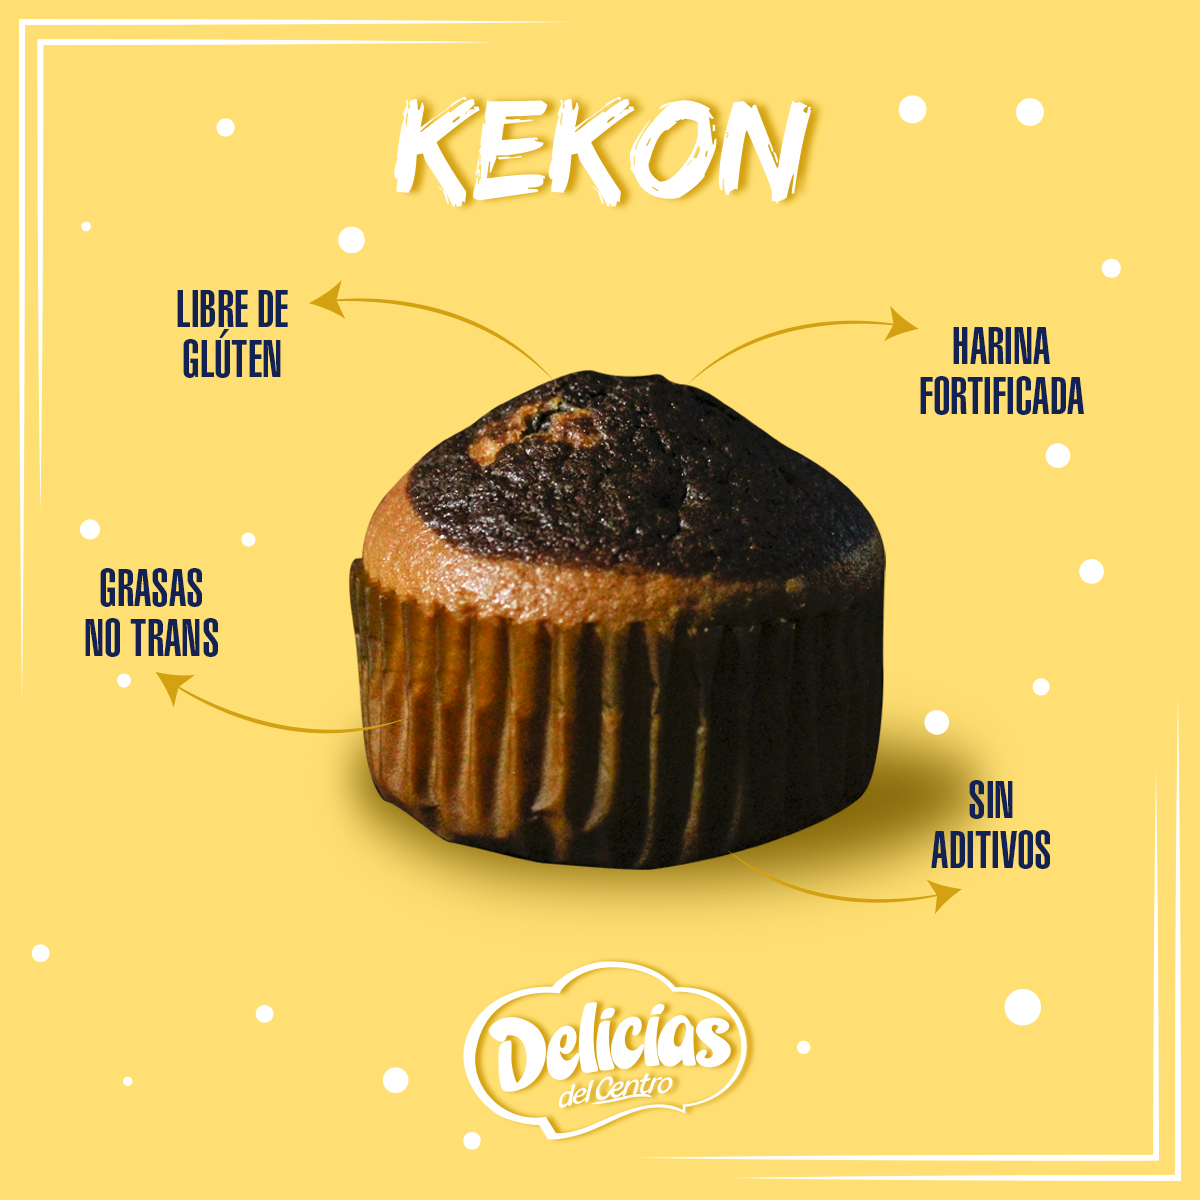 KEKON
LIBRE DE
GLÚTEN
HARINA
FORTIFICADA
GRASAS
NO TRANS
SIN
ADITIVOS
Delicias
del Centro